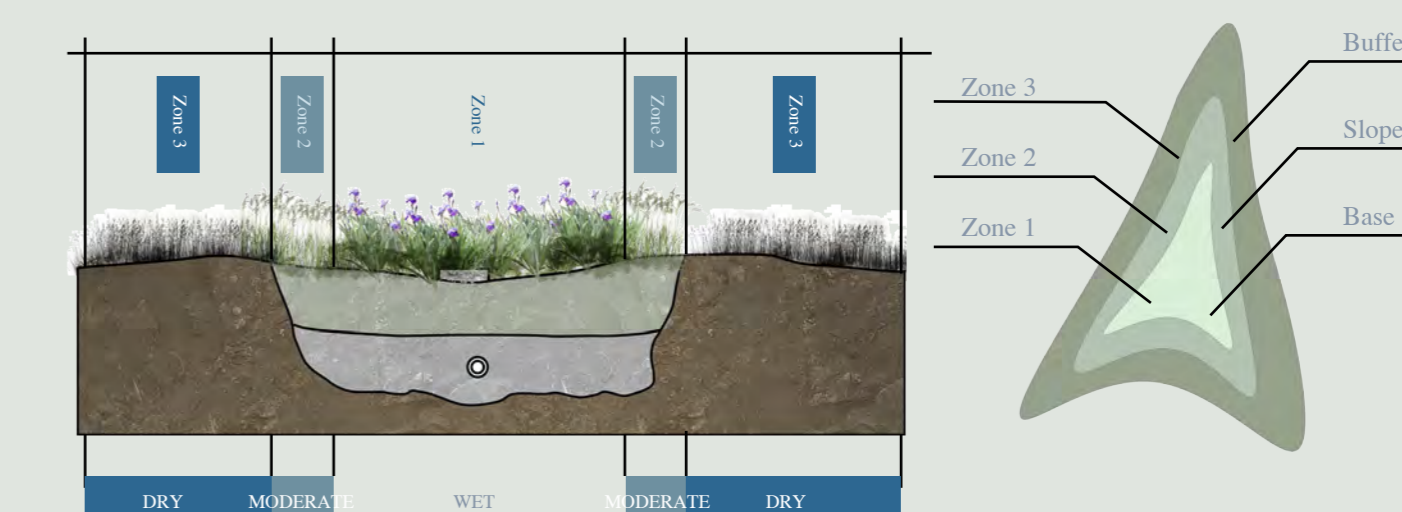 Zone 3
Zone 2
Zone 1
Zone 2
Zone 3
DRY
MODERATE
WET
MODERATE
DRY
Zone 3
Zone 2
Zone 1
Buffe
Slope
Base